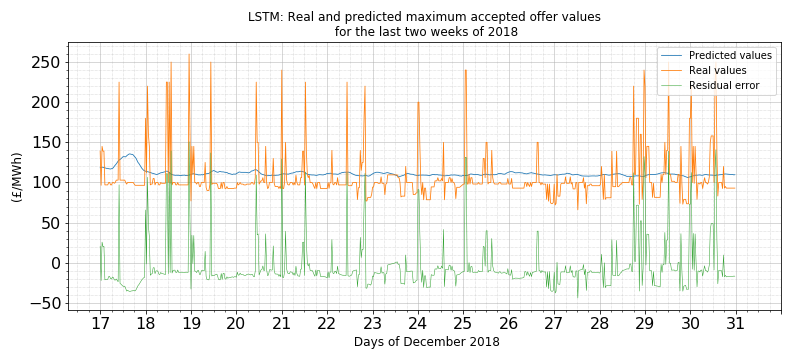 LSTM: Real and predicted maximum accepted offer values
for the last two weeks of 2018
Predicted values
Real values
Residual error
(£/MWh)
250
200
150
100
50
0
−50
17 18 19 20 21 22 23 24 25 26 27 28 29 30 31
Days of December 2018